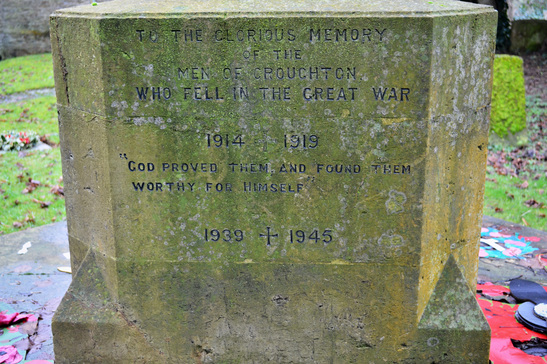 TO THE GLORIOUS MEMORY
OF THE
MEN OF CROUGHTON
WHO FELL IN THE GREAT WAR
1914 - 1919
"GOD PROVED THEM, AND FOUND THEM
WORTHY FOR HIMSELF"
1939 ✝ 1945